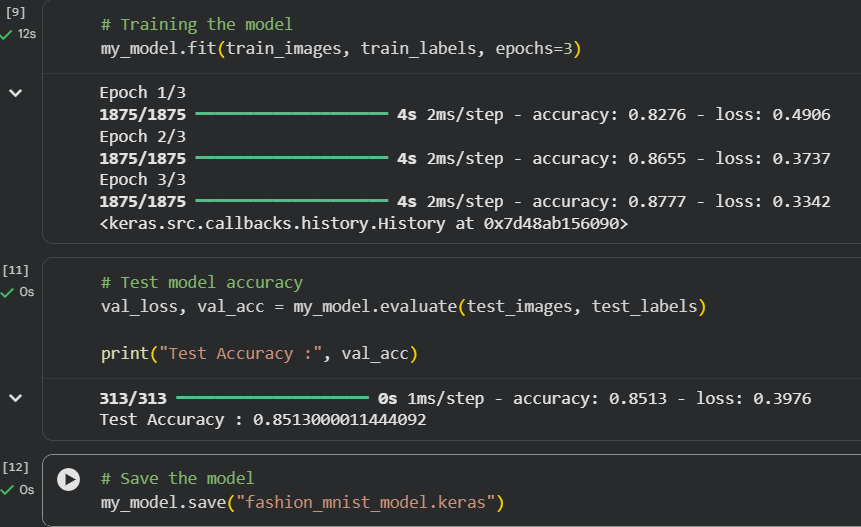 [9]
12s
# Training the model
my_model.fit(train_images, train_labels, epochs=3)
Epoch 1/3
1875/1875 4s 2ms/step - accuracy: 0.8276 - loss: 0.4906
Epoch 2/3
1875/1875 4s 2ms/step - accuracy: 0.8655 - loss: 0.3737
Epoch 3/3
1875/1875 4s 2ms/step - accuracy: 0.8777 - loss: 0.3342
<keras.src.callbacks.history.History at 0x7d48ab156090>
[11]
0s
# Test model accuracy
val_loss, val_acc = my_model.evaluate(test_images, test_labels)
print("Test Accuracy :", val_acc)
313/313 0s 1ms/step - accuracy: 0.8513 - loss: 0.3976
Test Accuracy : 0.8513000011444092
[12]
0s
# Save the model
my_model.save("fashion_mnist_model.keras")